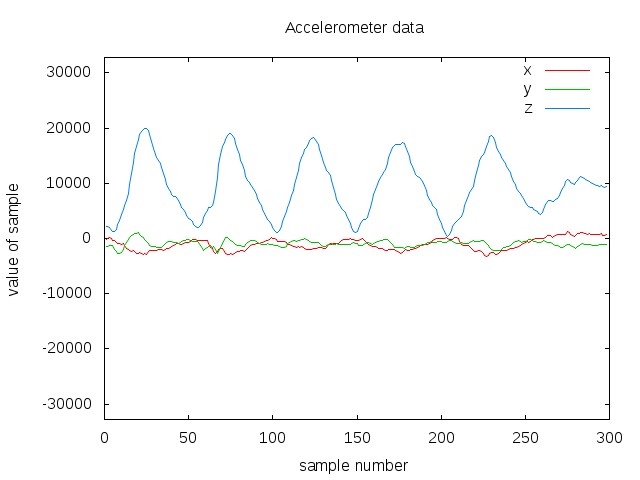 Accelerometer data
x
y
z
30000
20000
10000
0
-10000
-20000
-30000
value of sample
0 50 100 150 200 250 300
sample number